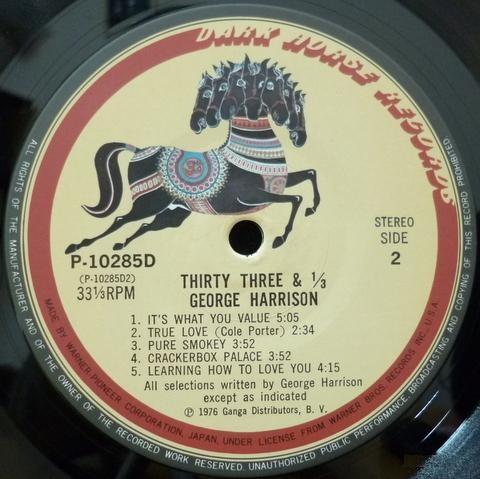 DARK HORSE RECORDS
P-10285D
(P-10285D2)
33⅓RPM
STEREO
SIDE
2
THIRTY THREE & 1/3
GEORGE HARRISON
1. IT'S WHAT YOU VALUE 5:05
2. TRUE LOVE (Cole Porter) 2:34
3. PURE SMOKEY 3:52
4. CRACKERBOX PALACE 3:52
5. LEARNING HOW TO LOVE YOU 4:15
All selections written by George Harrison
except as indicated
Ⓟ 1976 Ganga Distributors, B. V.
MADE BY WARNER-PIONEER CORPORATION, JAPAN, UNDER LICENSE FROM WARNER BROS RECORDS INC., U.S.A.
ALL RIGHTS OF THE MANUFACTURER AND OF THE OWNER OF THE RECORDED WORK RESERVED. UNAUTHORIZED PUBLIC PERFORMANCE, BROADCASTING AND COPYING OF THIS RECORD PROHIBITED.